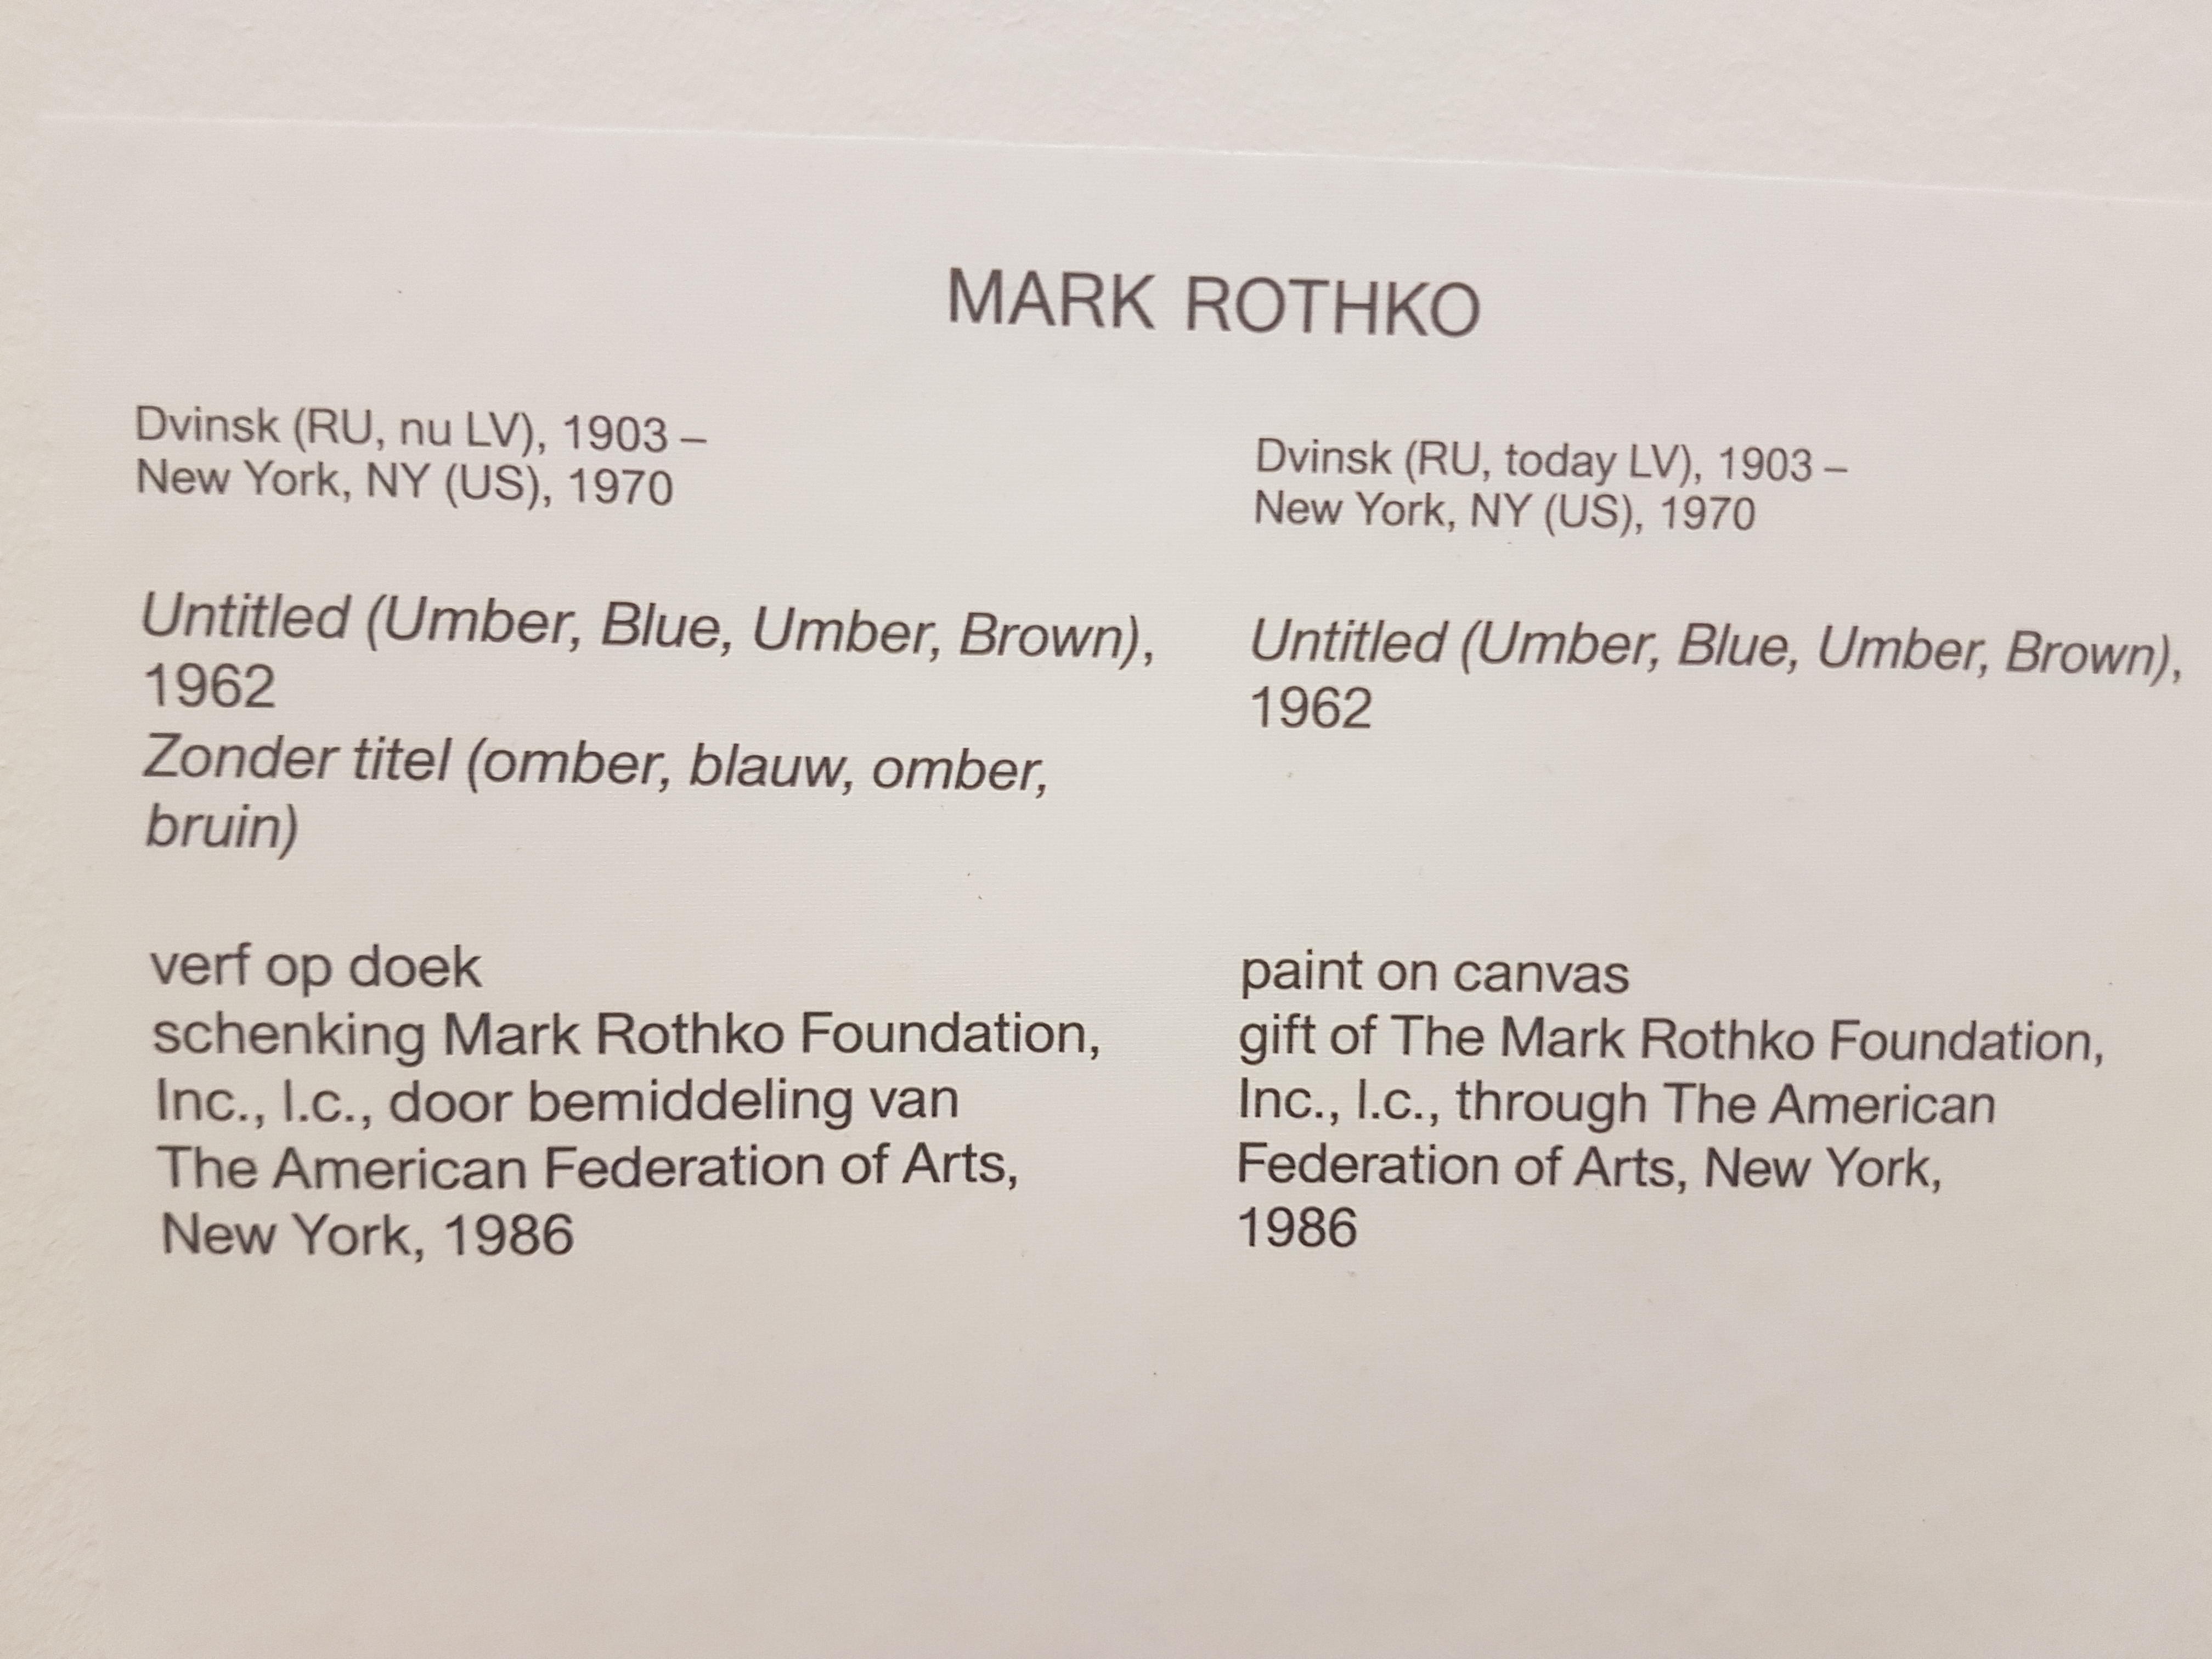 MARK ROTHKO
Dvinsk (RU, nu LV), 1903 –
New York, NY (US), 1970
Untitled (Umber, Blue, Umber, Brown),
1962
Zonder titel (omber, blauw, omber,
bruin)
verf op doek
schenking Mark Rothko Foundation,
Inc., l.c., door bemiddeling van
The American Federation of Arts,
New York, 1986
Dvinsk (RU, today LV), 1903 –
New York, NY (US), 1970
Untitled (Umber, Blue, Umber, Brown),
1962
paint on canvas
gift of The Mark Rothko Foundation,
Inc., l.c., through The American
Federation of Arts, New York,
1986